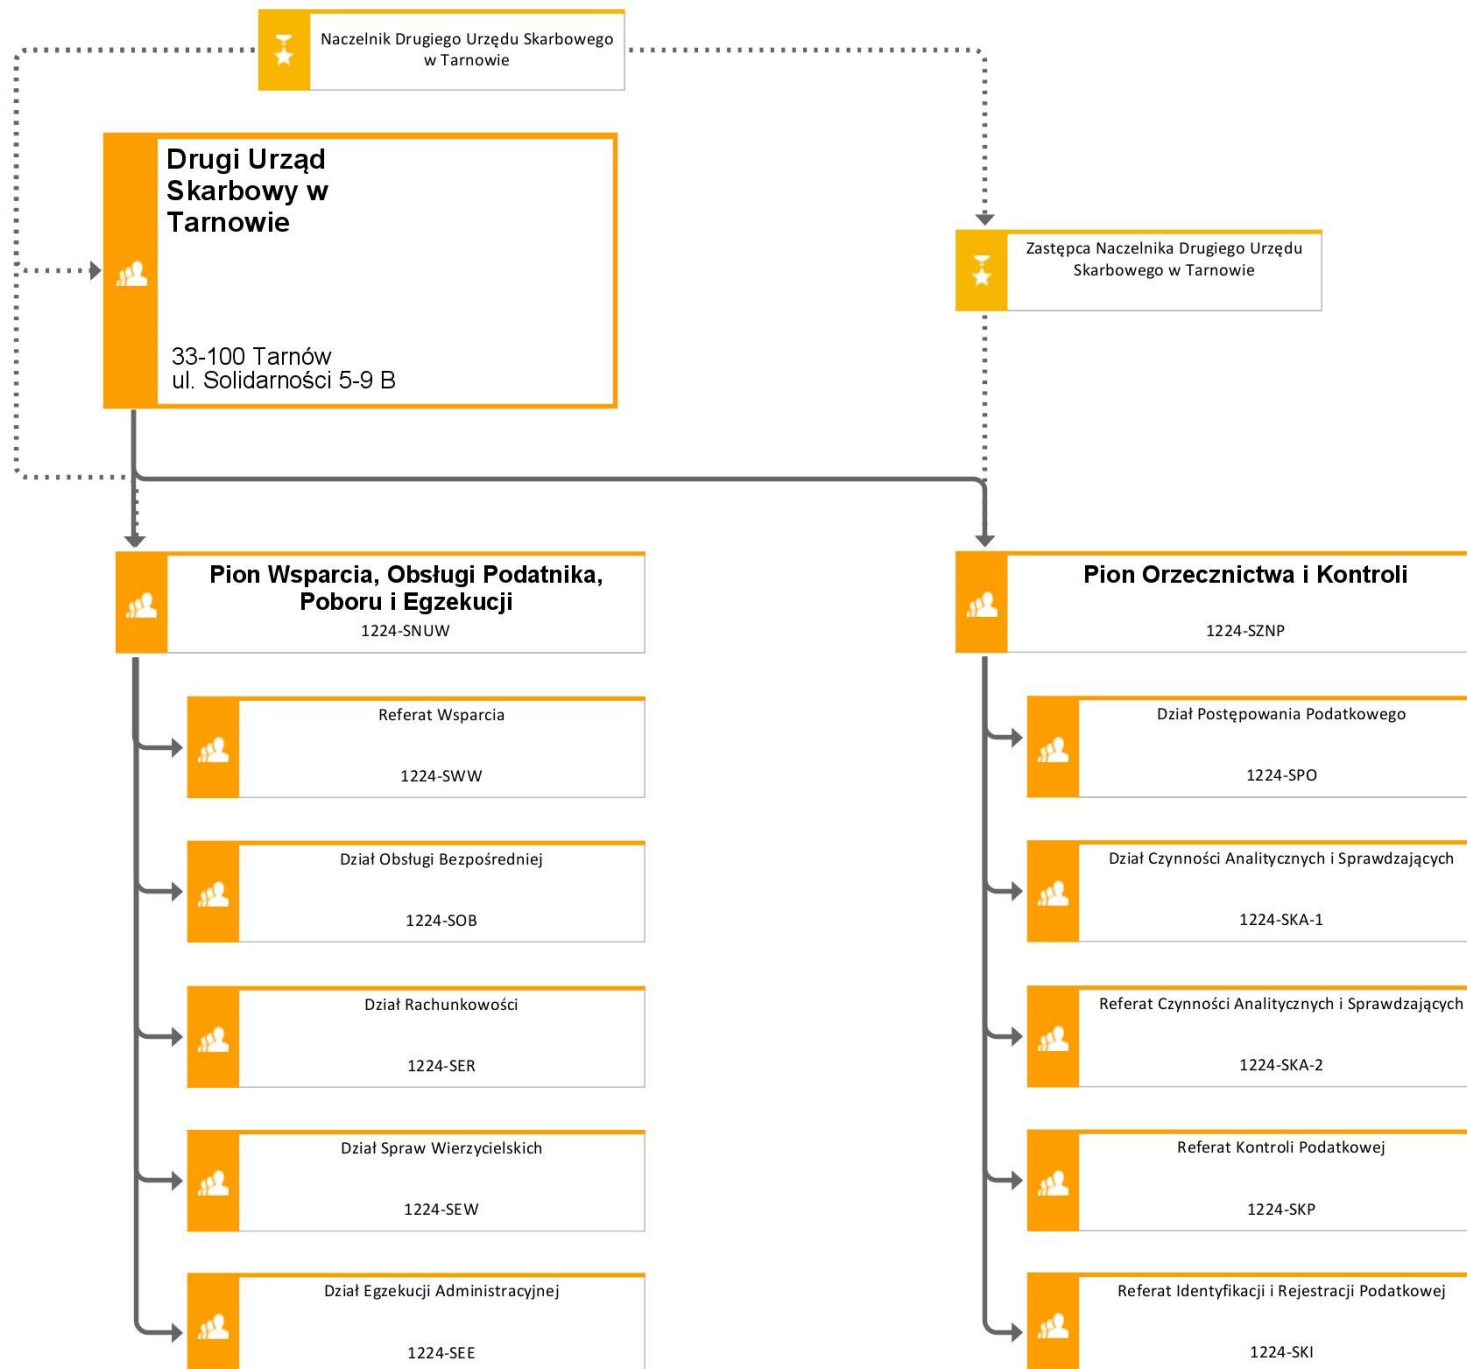 Naczelnik Drugiego Urzędu Skarbowego
w Tarnowie
Drugi Urząd
Skarbowy w
Tarnowie
33-100 Tarnów
ul. Solidarności 5-9 B
Zastępca Naczelnika Drugiego Urzędu
Skarbowego w Tarnowie
Pion Wsparcia, Obsługi Podatnika,
Poboru i Egzekucji
1224-SNUW
Referat Wsparcia
1224-SWW
Dział Obsługi Bezpośredniej
1224-SOB
Dział Rachunkowości
1224-SER
Dział Spraw Wierzycielskich
1224-SEW
Dział Egzekucji Administracyjnej
1224-SEE
Pion Orzecznictwa i Kontroli
1224-SZNP
Dział Postępowania Podatkowego
1224-SPO
Dział Czynności Analitycznych i Sprawdzających
1224-SKA-1
Referat Czynności Analitycznych i Sprawdzających
1224-SKA-2
Referat Kontroli Podatkowej
1224-SKP
Referat Identyfikacji i Rejestracji Podatkowej
1224-SKI